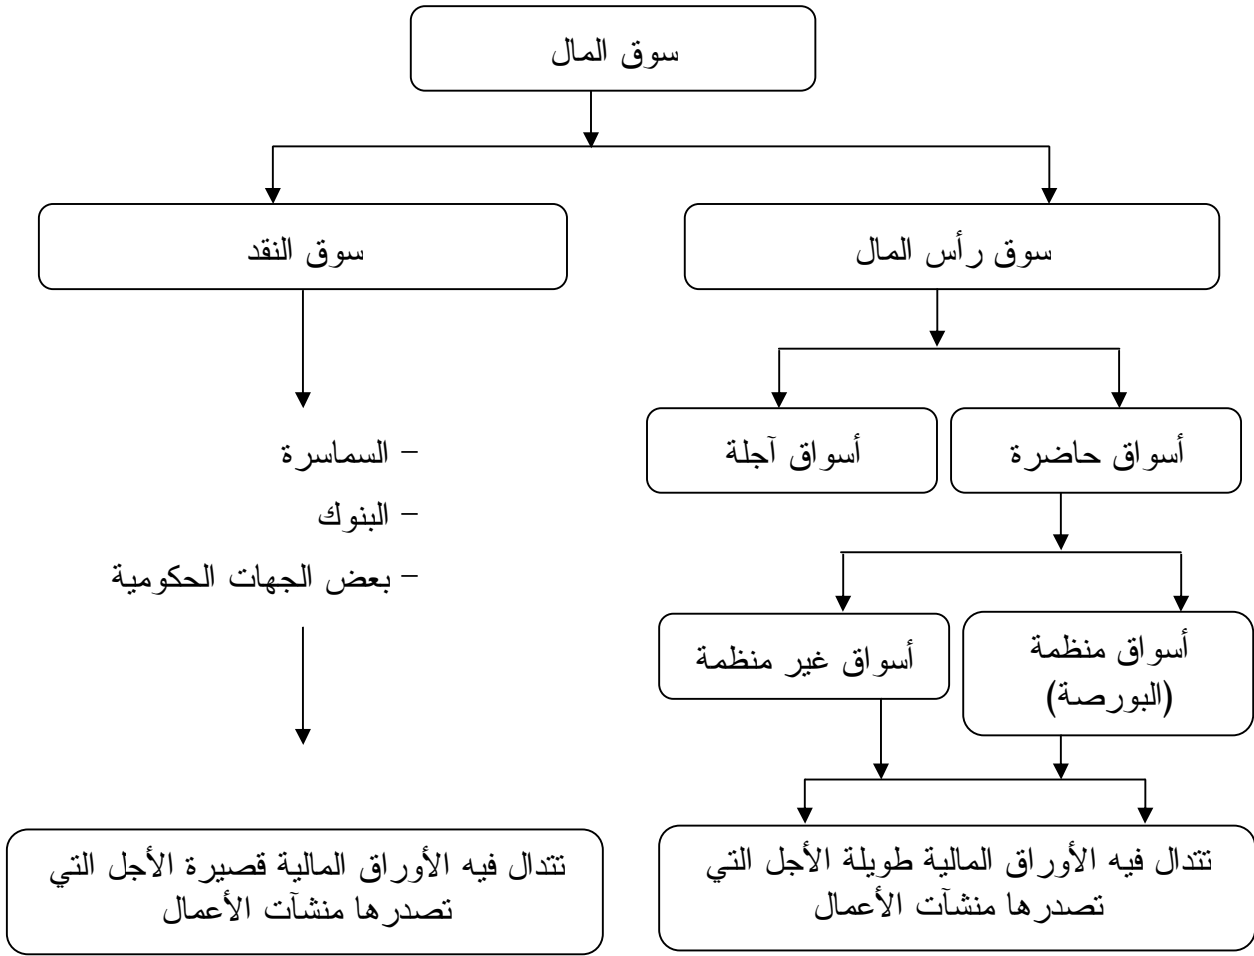 سوق المال
سوق رأس المال
سوق النقد
أسواق حاضرة
أسواق آجلة
- السماسرة
- البنوك
- بعض الجهات الحكومية
أسواق منظمة
(البورصة)
أسواق غير منظمة
تتدال فيه الأوراق المالية طويلة الأجل التي
تصدرها منشآت الأعمال
تتدال فيه الأوراق المالية قصيرة الأجل التي
تصدرها منشآت الأعمال